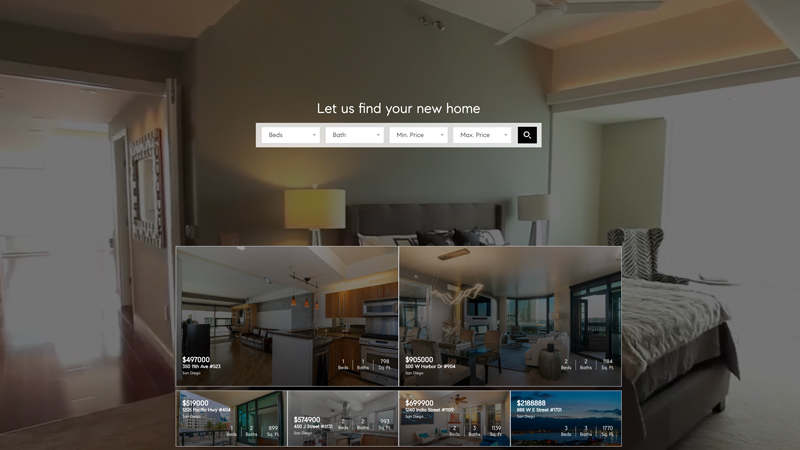 Let us find your new home
Beds
Bath
Min. Price
Max. Price
$497000
350 11th Ave #523
San Diego
1 Beds
1 Baths
798 Sq. Ft.
$905000
500 W Harbor Dr #904
San Diego
2 Beds
2 Baths
1184 Sq. Ft.
$519000
1205 Pacific Hwy #404
San Diego
1 Beds
2 Baths
899 Sq. Ft.
$574900
450 J Street #6131
San Diego
2 Beds
2 Baths
993 Sq. Ft.
$699900
1240 India Street #1109
San Diego
2 Beds
3 Baths
1139 Sq. Ft.
$2188888
888 W E Street #1701
San Diego
3 Beds
3 Baths
1770 Sq. Ft.